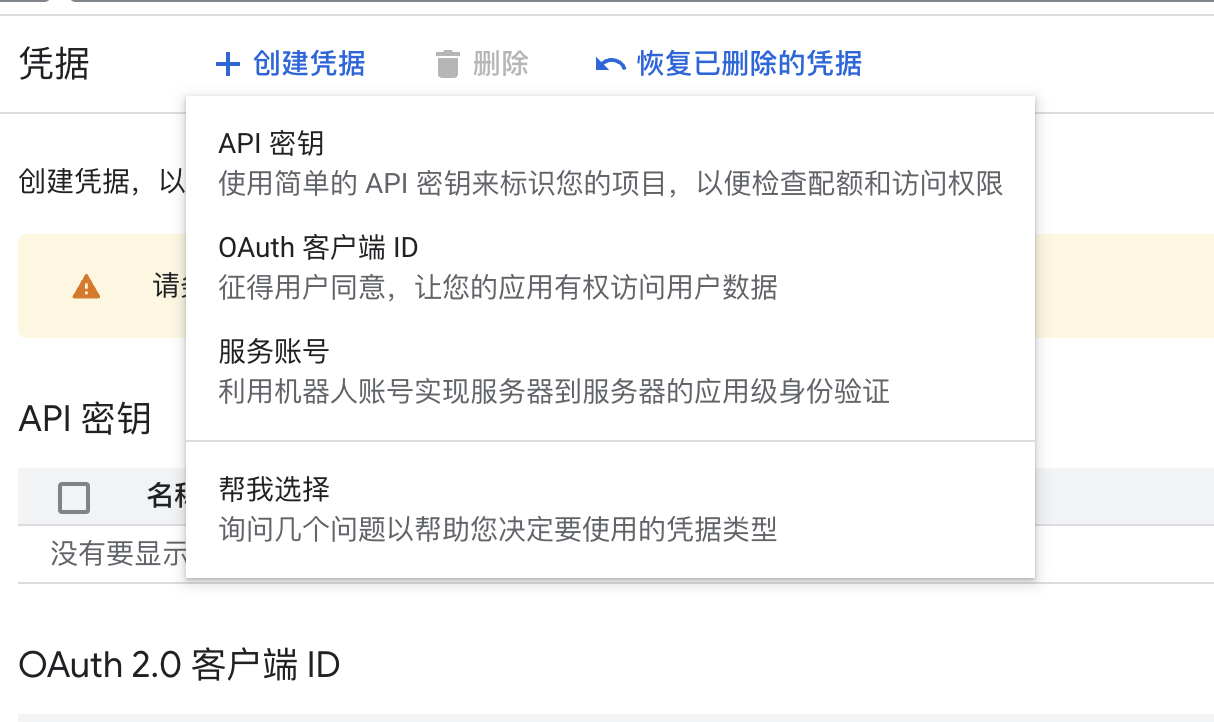 凭据
创建凭据
删除
恢复已删除的凭据
API 密钥
使用简单的 API 密钥来标识您的项目，以便检查配额和访问权限
创建凭据，以
OAuth 客户端 ID
征得用户同意，让您的应用有权访问用户数据
请
服务账号
利用机器人账号实现服务器到服务器的应用级身份验证
API 密钥
帮我选择
询问几个问题以帮助您决定要使用的凭据类型
名
没有要显示
OAuth 2.0 客户端 ID